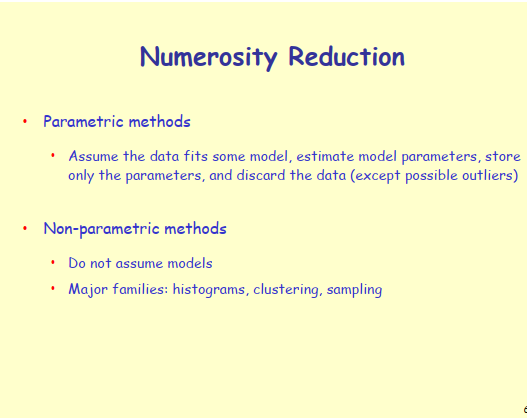 Numerosity Reduction
• Parametric methods
• Assume the data fits some model, estimate model parameters, store
only the parameters, and discard the data (except possible outliers)
• Non-parametric methods
• Do not assume models
• Major families: histograms, clustering, sampling